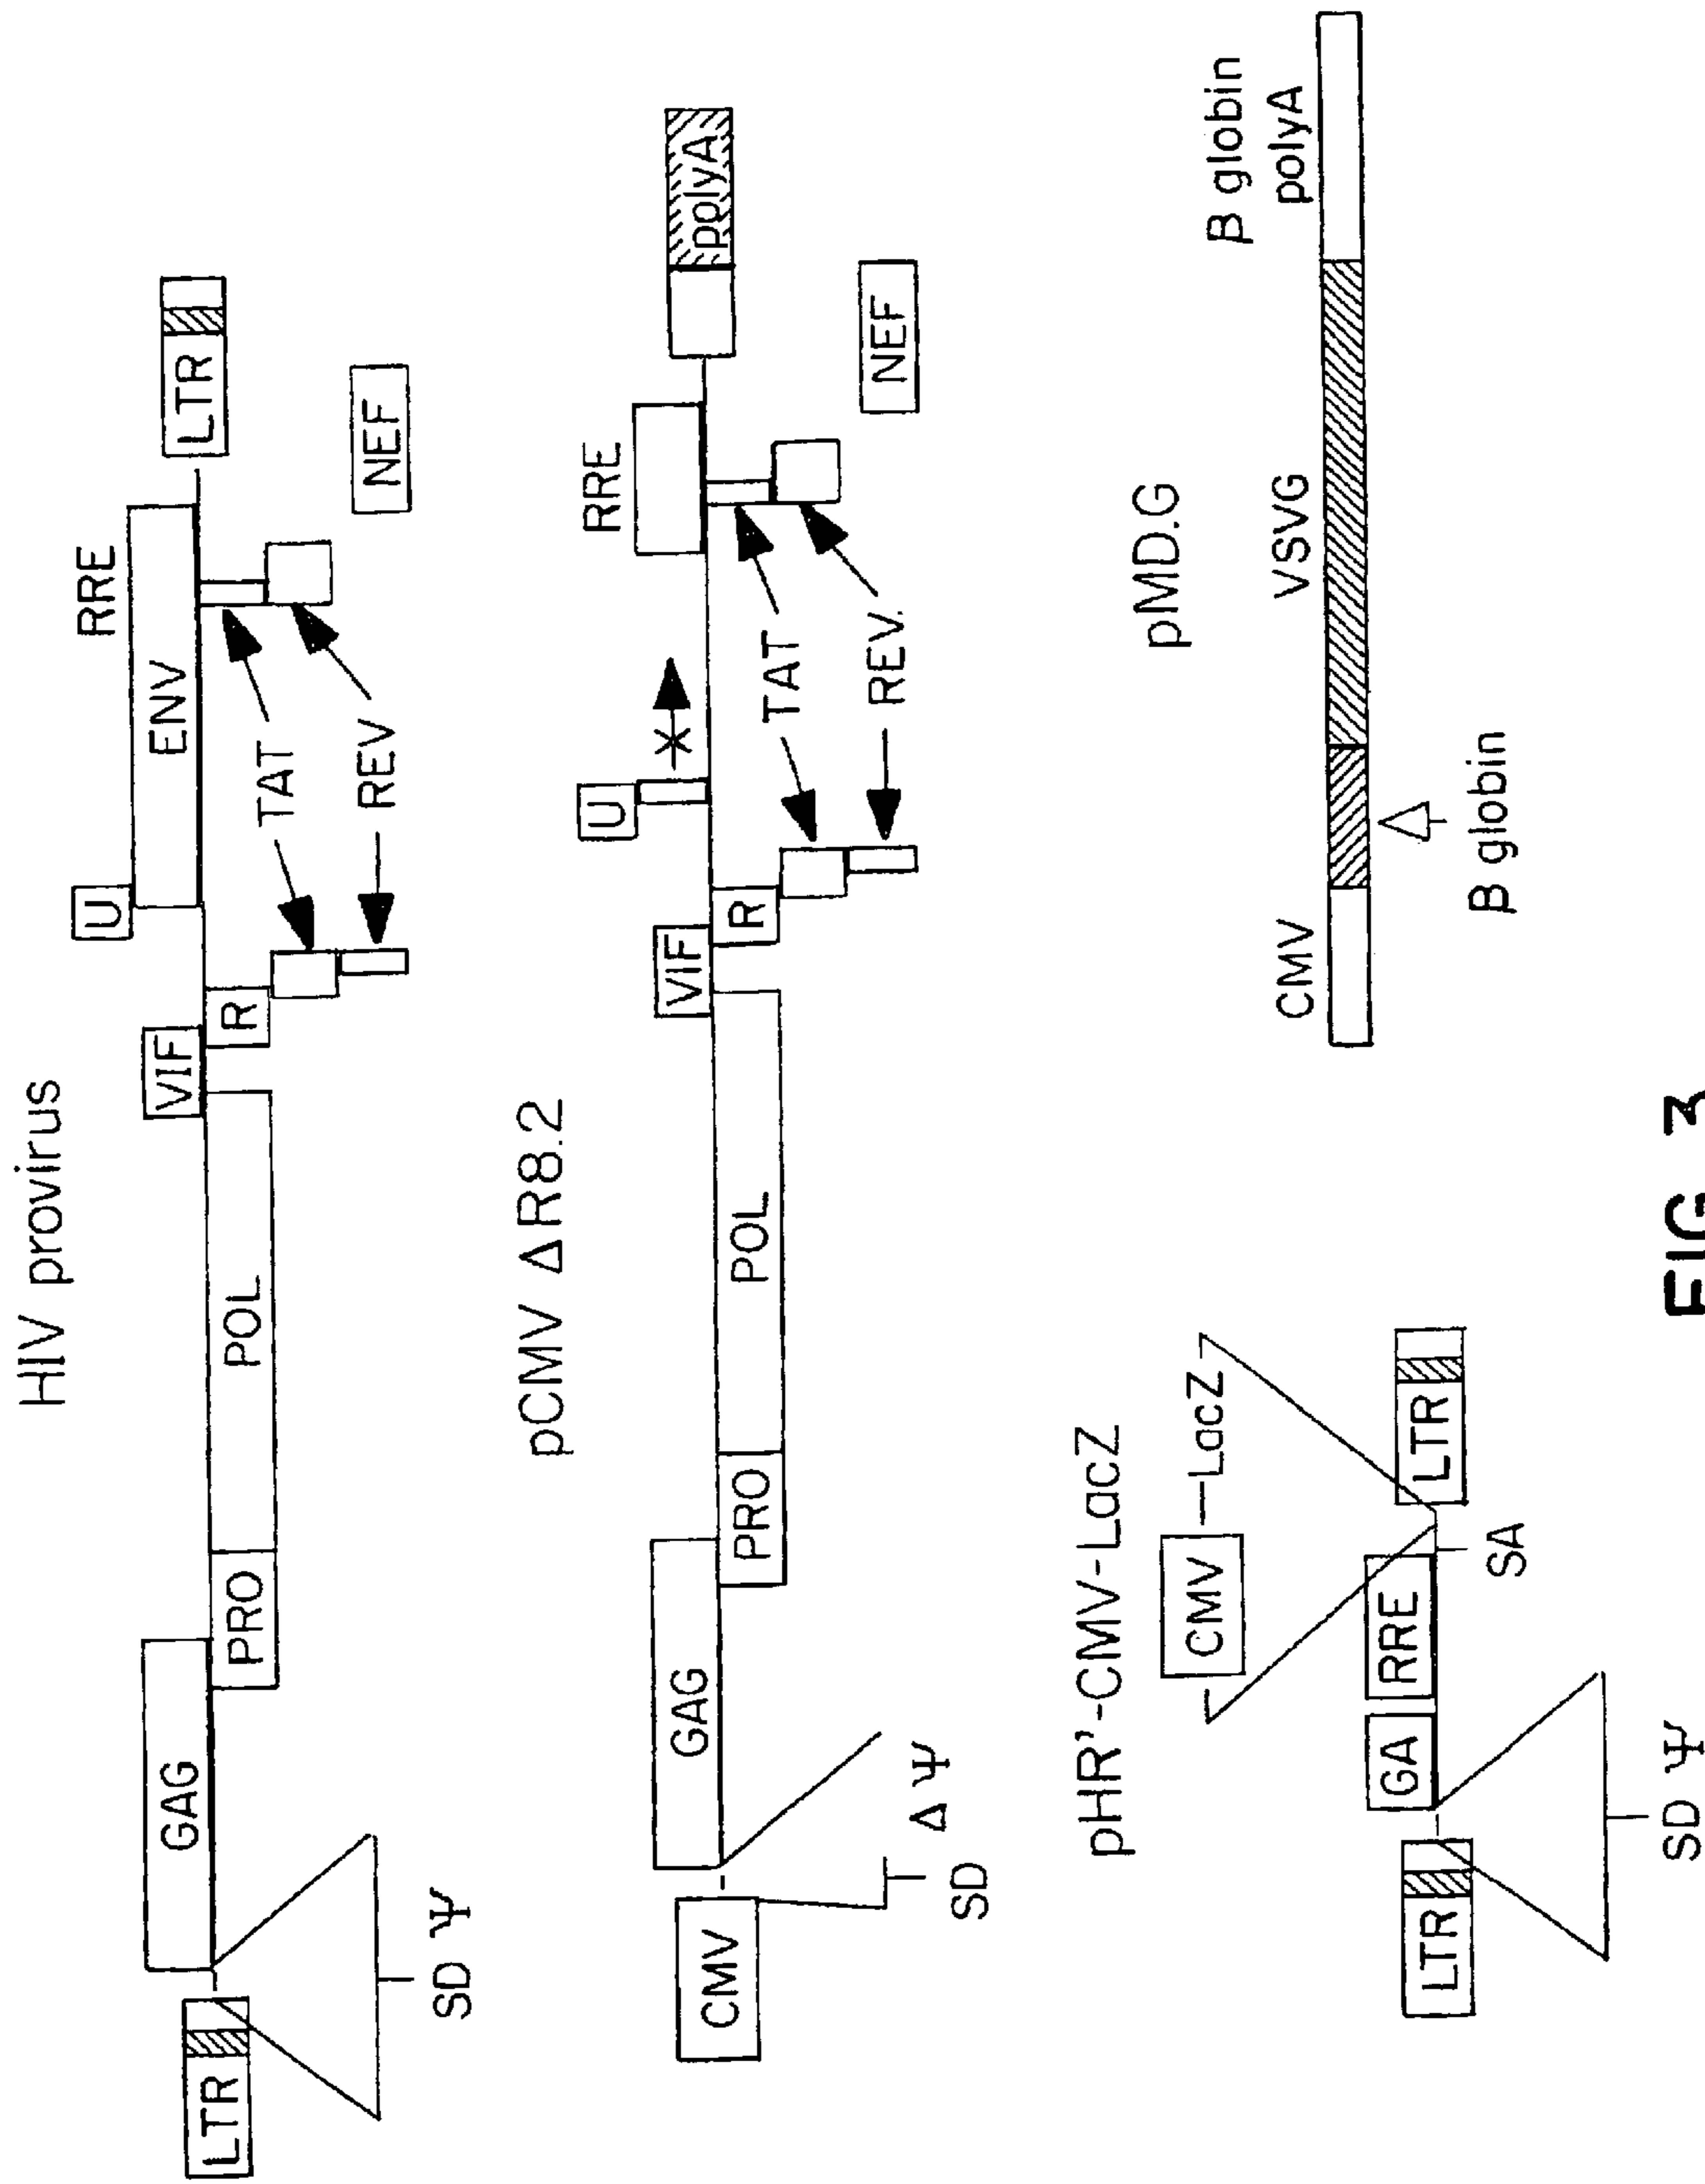 HIV provirus
RRE
U
ENV
LTR
VIF
GAG
R
PRO
POL
LTR
TAT
REV
NEF
SD Ψ
pCMV ΔR8.2
RRE
U
polyA
VIF
GAG
CMV
R
PRO
POL
TAT
REV
NEF
SD
Δ Ψ
pHR'-CMV-LacZ
CMV
LacZ
GA
RRE
LTR
LTR
SA
SD Ψ
pMD.G
β globin
polyA
CMV
VSVG
β globin
FIG. 3